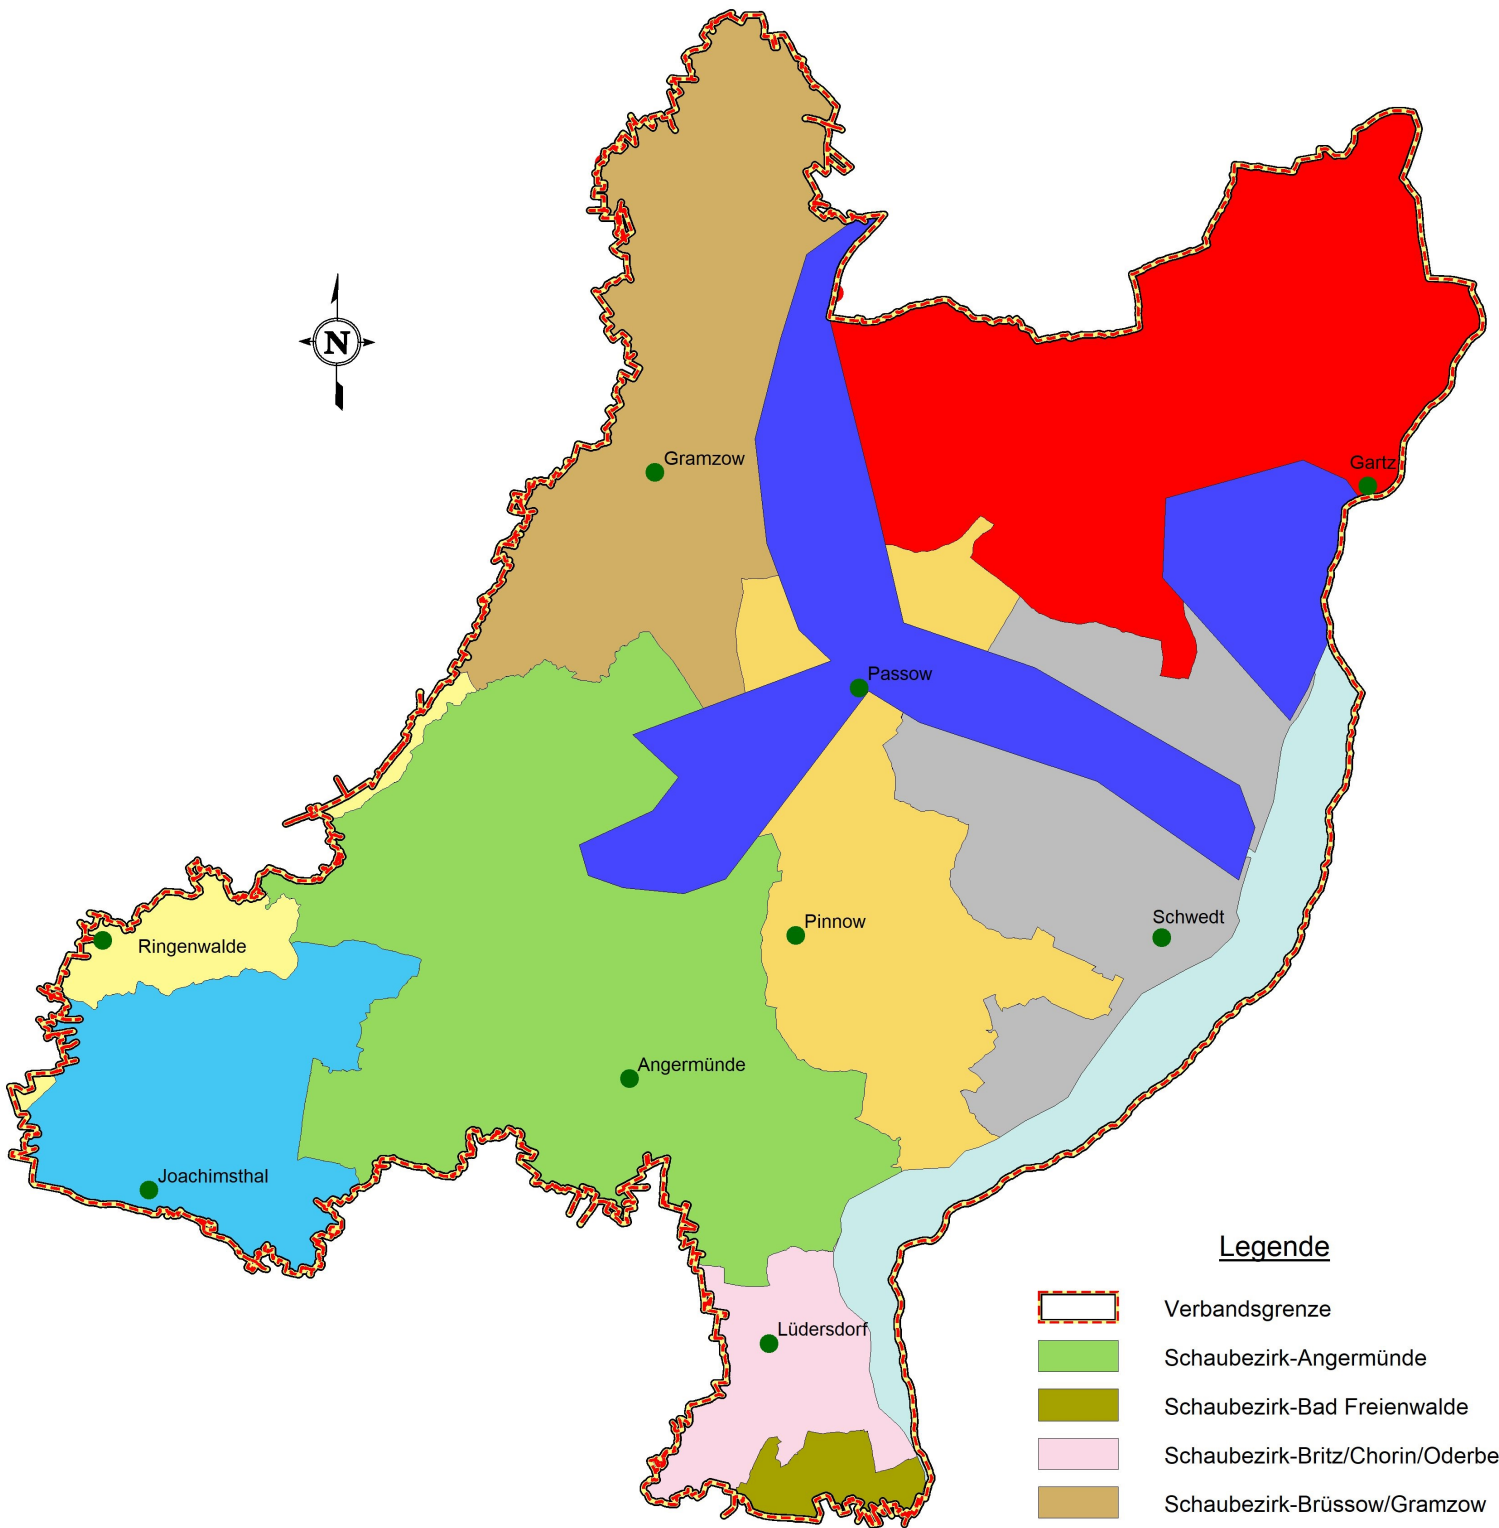 N
Gramzow
Gartz
Passow
Pinnow
Schwedt
Ringenwalde
Angermünde
Joachimsthal
Lüdersdorf
Legende
Verbandsgrenze
Schaubezirk-Angermünde
Schaubezirk-Bad Freienwalde
Schaubezirk-Britz/Chorin/Oderbe
Schaubezirk-Brüssow/Gramzow